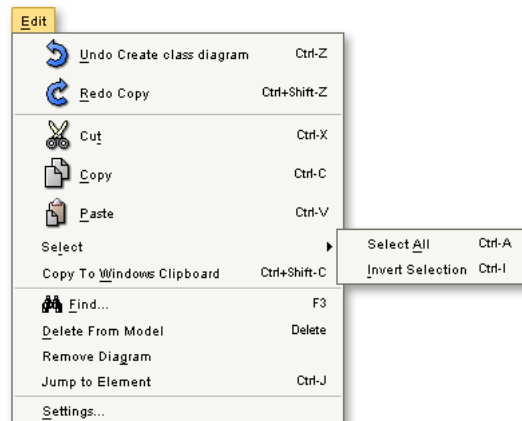 Edit
Undo Create class diagram Ctrl-Z
Redo Copy Ctrl+Shift-Z
Cut Ctrl-X
Copy Ctrl-C
Paste Ctrl-V
Select
Select All Ctrl-A
Invert Selection Ctrl-I
Copy To Windows Clipboard Ctrl+Shift-C
Find... F3
Delete From Model Delete
Remove Diagram
Jump to Element Ctrl-J
Settings...